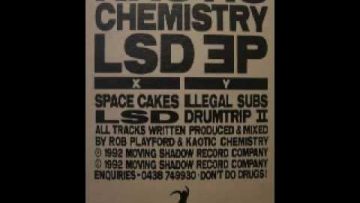 KAOTIC
CHEMISTRY
LSD EP
X Y
SPACE CAKES ILLEGAL SUBS
LSD DRUMTRIP II
ALL TRACKS WRITTEN PRODUCED & MIXED
BY ROB PLAYFORD & KAOTIC CHEMISTRY
℗ 1992 MOVING SHADOW RECORD COMPANY
© 1992 MOVING SHADOW RECORD COMPANY
ENQUIRIES-0438 749930·DON'T DO DRUGS!